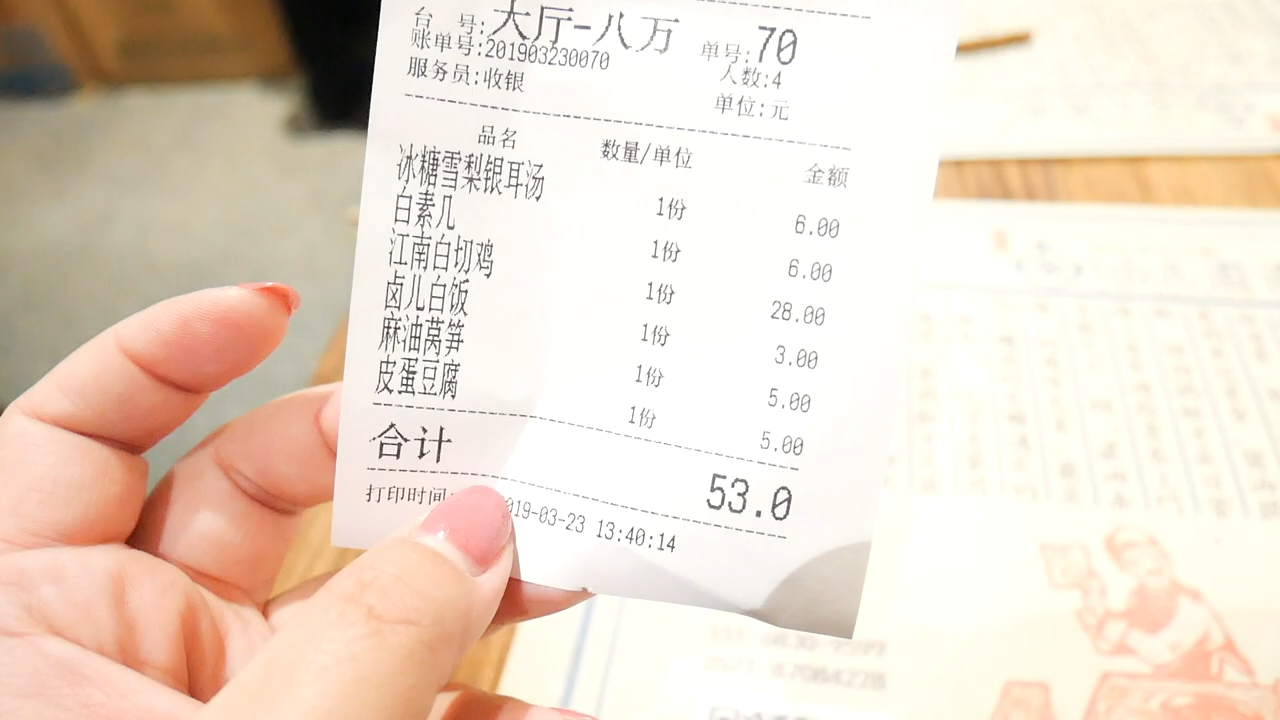 台 号:大厅-八万 单号:70
账单号:201903230070 人数:4
服务员:收银 单位:元
品名 数量/单位 金额
冰糖雪梨银耳汤 1份 6.00
白素几 1份 6.00
江南白切鸡 1份 28.00
卤儿白饭 1份 3.00
麻油莴笋 1份 5.00
皮蛋豆腐 1份 5.00
合计 53.0
打印时间 019-03-23 13:40:14